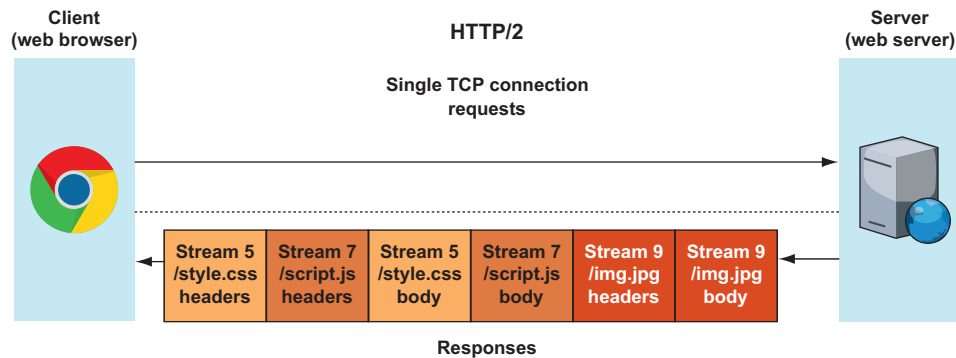 Client
(web browser)
HTTP/2
Server
(web server)
Single TCP connection
requests
Stream 5
/style.css
headers
Stream 7
/script.js
headers
Stream 5
/style.css
body
Stream 7
/script.js
body
Stream 9
/img.jpg
headers
Stream 9
/img.jpg
body
Responses